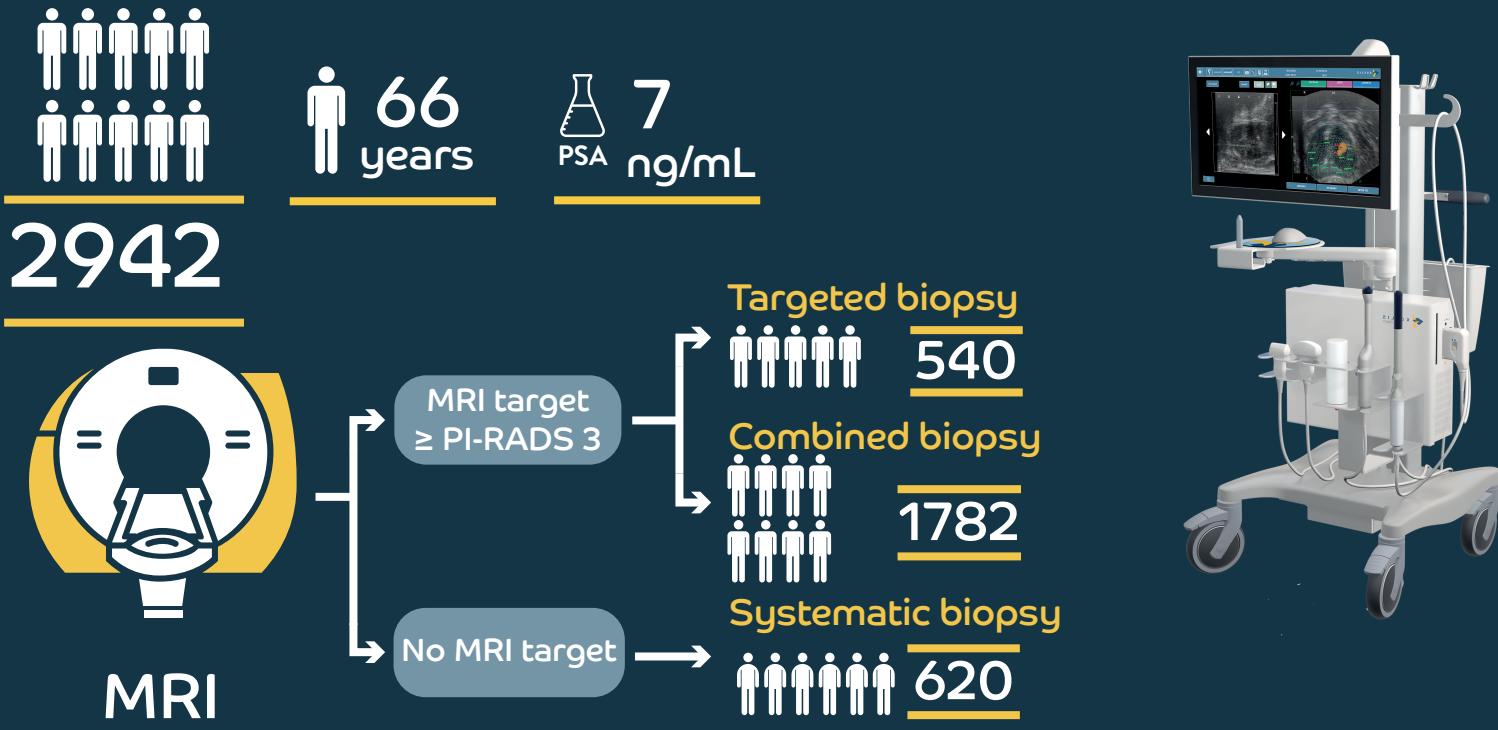 66
years
PSA
7
ng/mL
2942
MRI
MRI target
≥ PI-RADS 3
No MRI target
Targeted biopsy
540
Combined biopsy
1782
Systematic biopsy
620